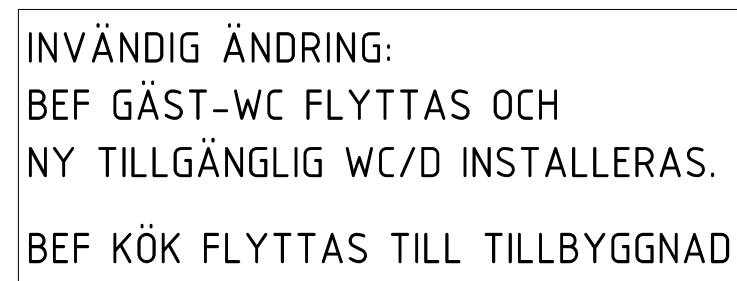 INVÄNDIG ÄNDRING:
BEF GÄST-WC FLYTTAS OCH
NY TILLGÄNGLIG WC/D INSTALLERAS.
BEF KÖK FLYTTAS TILL TILLBYGGNAD